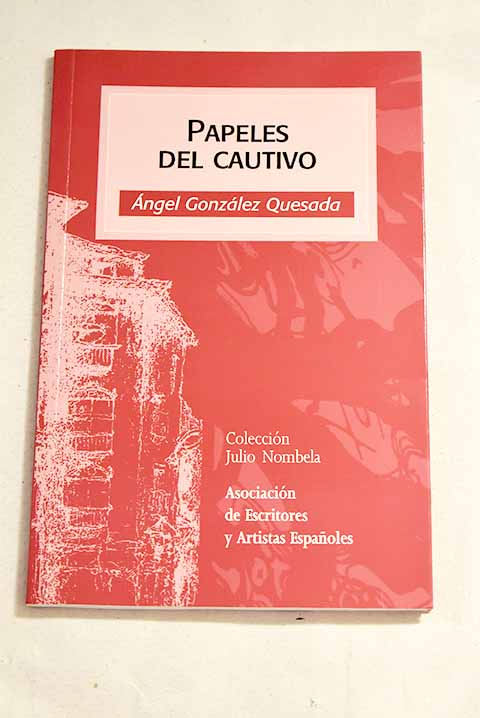 PAPELES
DEL CAUTIVO
Ángel González Quesada
Colección
Julio Nombela
Asociación
de Escritores
y Artistas Españoles